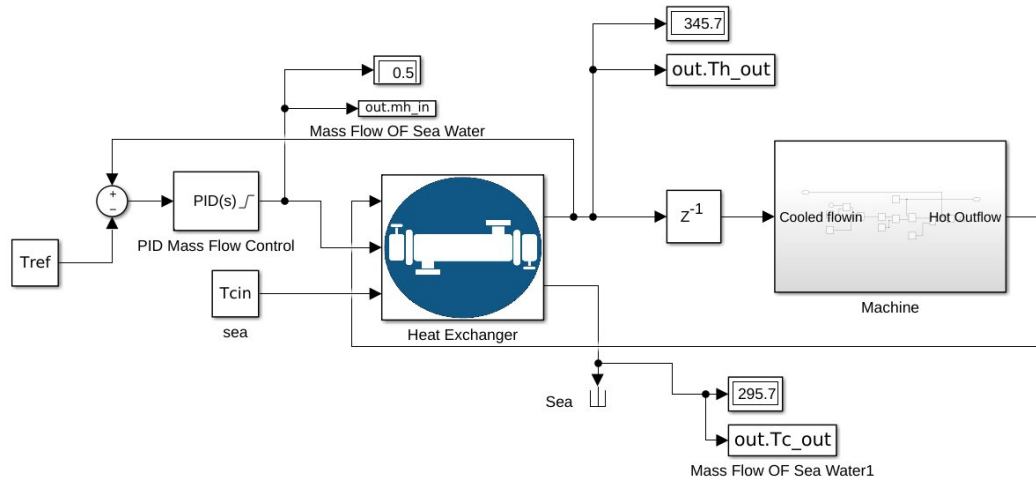 345.7
out.Th_out
0.5
out.mh_in
Mass Flow OF Sea Water
+
−
PID(s)
PID Mass Flow Control
Tref
Tcin
sea
Heat Exchanger
Z-1
Cooled flowin
Hot Outflow
Machine
Sea
295.7
out.Tc_out
Mass Flow OF Sea Water1